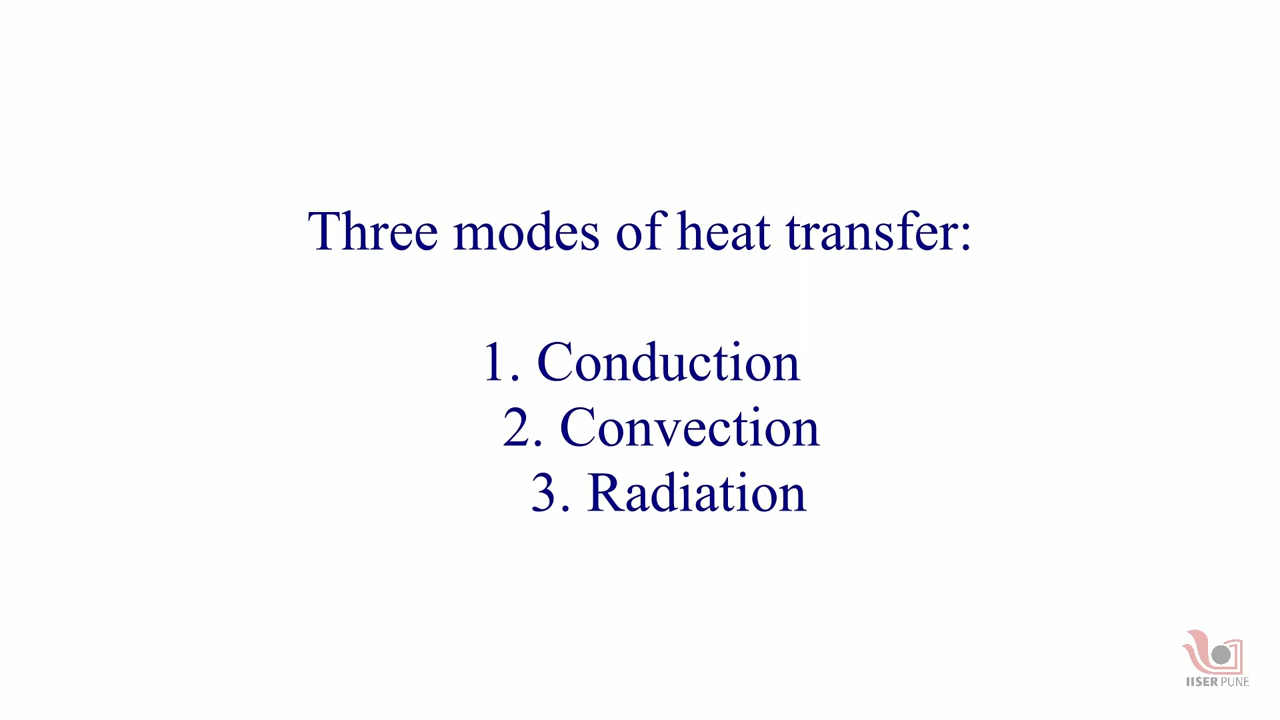 Three modes of heat transfer:
1. Conduction
2. Convection
3. Radiation
IISER PUNE